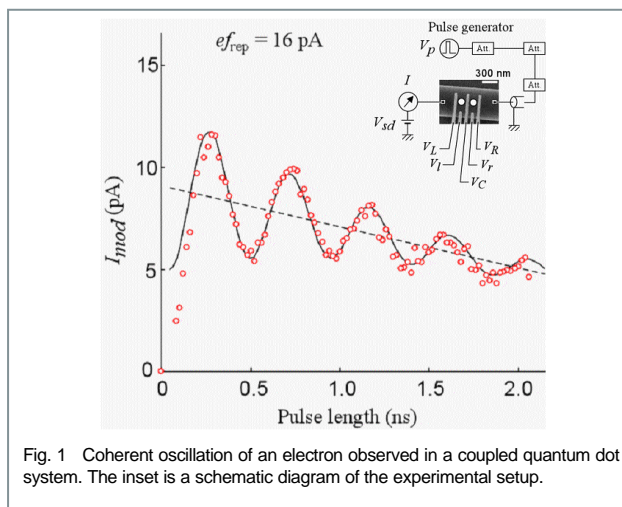 ef_rep = 16 pA
Pulse generator
V_p Att Att
Att
300 nm
I
V_sd
V_L V_R
V_l V_r
V_C
15
10
5
0
I_mod (pA)
0 0.5 1.0 1.5 2.0
Pulse length (ns)
Fig. 1 Coherent oscillation of an electron observed in a coupled quantum dot
system. The inset is a schematic diagram of the experimental setup.